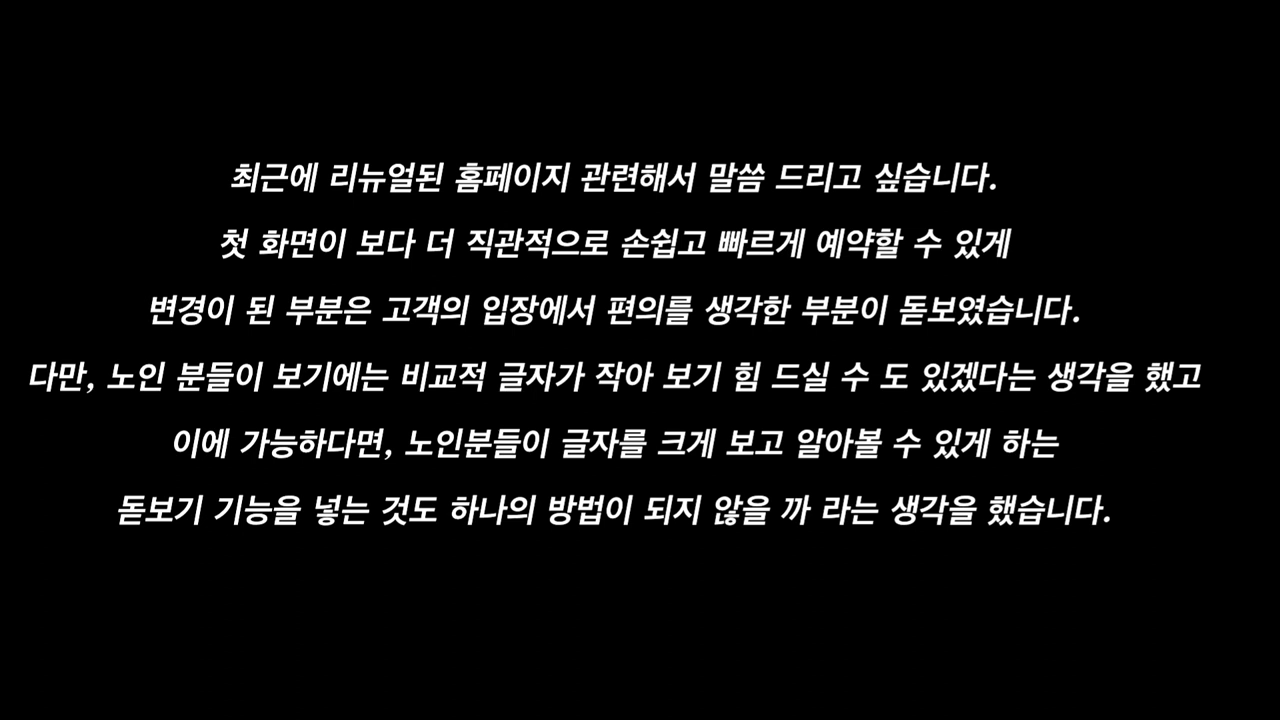 최근에 리뉴얼된 홈페이지 관련해서 말씀 드리고 싶습니다.
첫 화면이 보다 더 직관적으로 손쉽고 빠르게 예약할 수 있게
변경이 된 부분은 고객의 입장에서 편의를 생각한 부분이 돋보였습니다.
다만, 노인 분들이 보기에는 비교적 글자가 작아 보기 힘 드실 수 도 있겠다는 생각을 했고
이에 가능하다면, 노인분들이 글자를 크게 보고 알아볼 수 있게 하는
돋보기 기능을 넣는 것도 하나의 방법이 되지 않을 까 라는 생각을 했습니다.